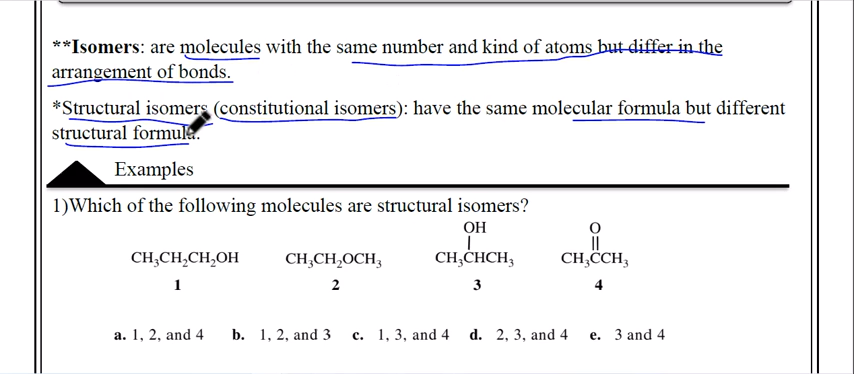 **Isomers: are molecules with the same number and kind of atoms but differ in the
arrangement of bonds.
*Structural isomers (constitutional isomers): have the same molecular formula but different
structural formula.
Examples
1)Which of the following molecules are structural isomers?
OH O
CH₃CH₂CH₂OH CH₃CH₂OCH₃ CH₃CHCH₃ CH₃CCH₃
1 2 3 4
a. 1, 2, and 4 b. 1, 2, and 3 c. 1, 3, and 4 d. 2, 3, and 4 e. 3 and 4